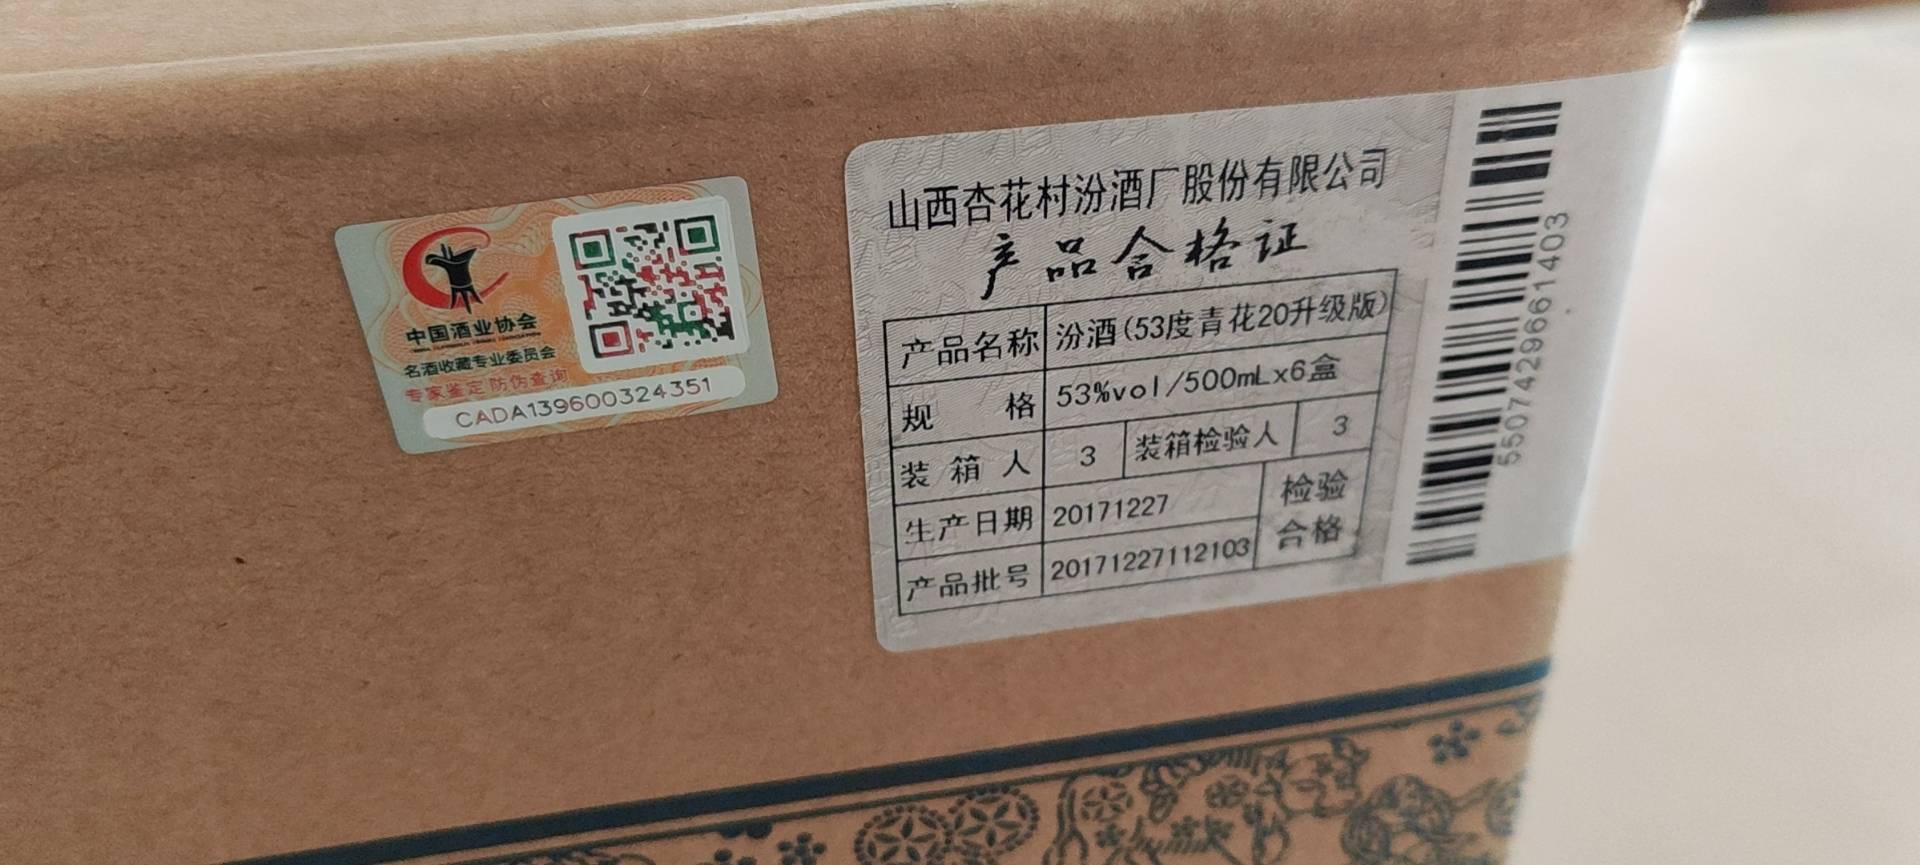 中国酒业协会
名酒收藏专业委员会
专家鉴定 防伪查询
CADA139600324351
山西杏花村汾酒厂股份有限公司
产品合格证
产品名称 汾酒(53度青花20升级版)
规 格 53%vol/500mLx6盒
装箱人 3 装箱检验人 3
生产日期 20171227
检验
合格
产品批号 20171227112103
5507429661403